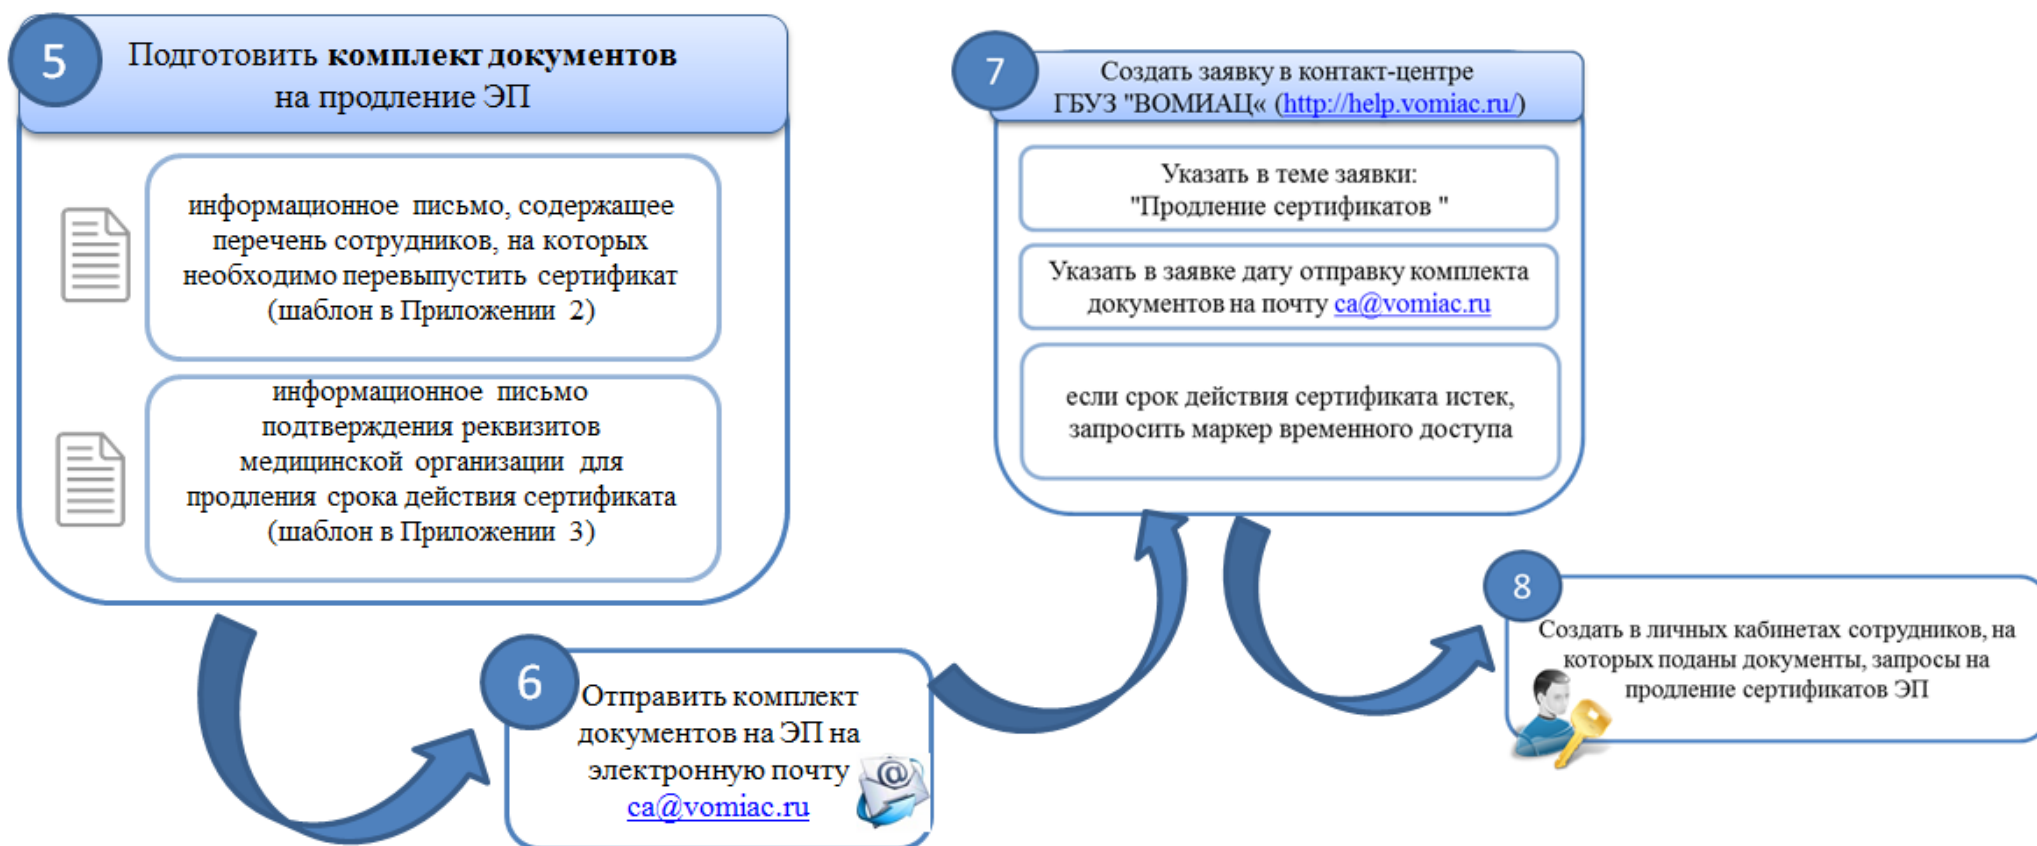 5
Подготовить комплект документов
на продление ЭП
информационное письмо, содержащее
перечень сотрудников, на которых
необходимо перевыпустить сертификат
(шаблон в Приложении 2)
информационное письмо
подтверждения реквизитов
медицинской организации для
продления срока действия сертификата
(шаблон в Приложении 3)
6
Отправить комплект
документов на ЭП на
электронную почту
ca@vomiac.ru
7
Создать заявку в контакт-центре
ГБУЗ "ВОМИАЦ« (http://help.vomiac.ru/)
Указать в теме заявки:
"Продление сертификатов "
Указать в заявке дату отправку комплекта
документов на почту ca@vomiac.ru
если срок действия сертификата истек,
запросить маркер временного доступа
8
Создать в личных кабинетах сотрудников, на
которых поданы документы, запросы на
продление сертификатов ЭП